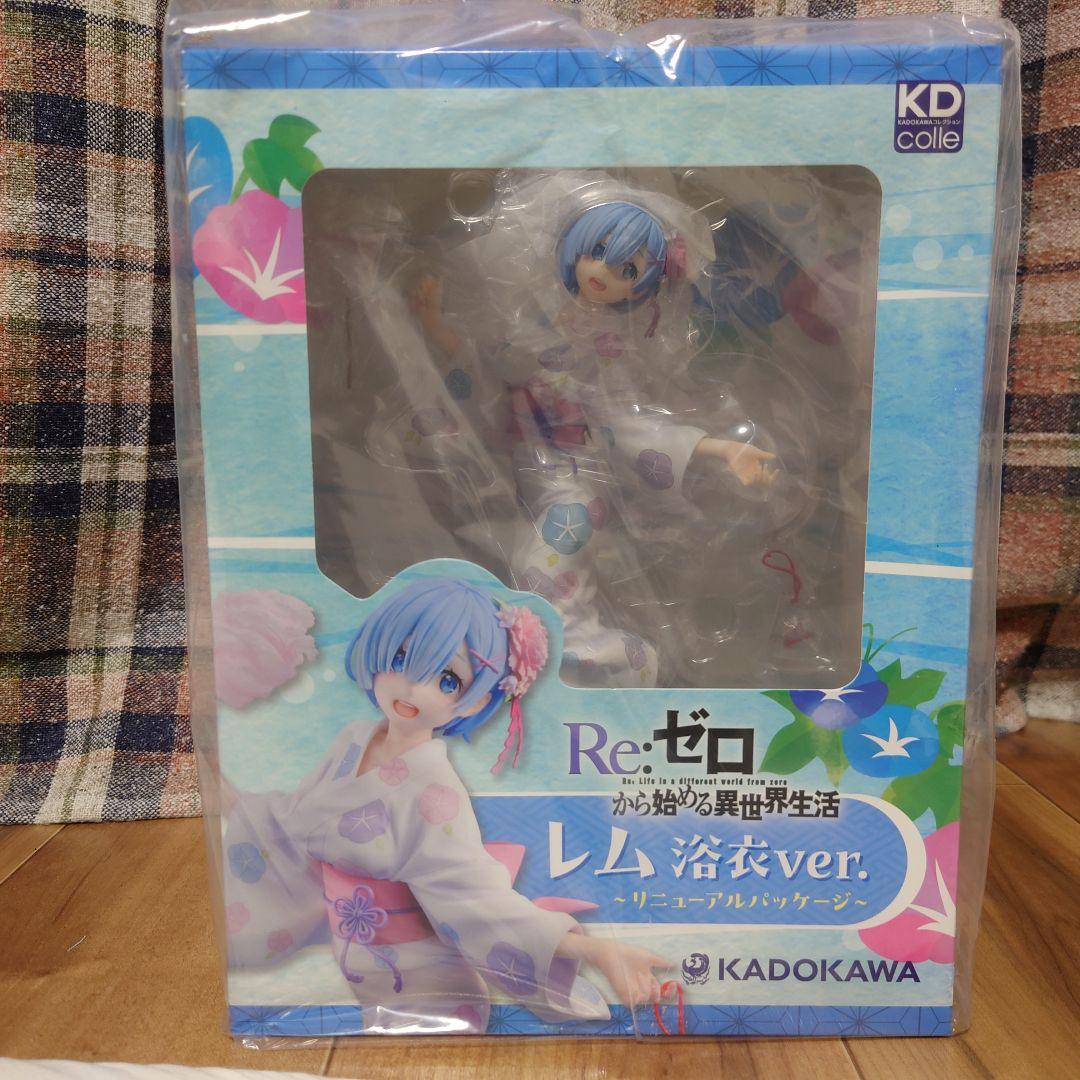 KD
KADOKAWAコレクション
colle
Re:ゼロ
Re: Life in a different world from zero
から始める異世界生活
レム 浴衣ver.
~リニューアルパッケージ~
KADOKAWA